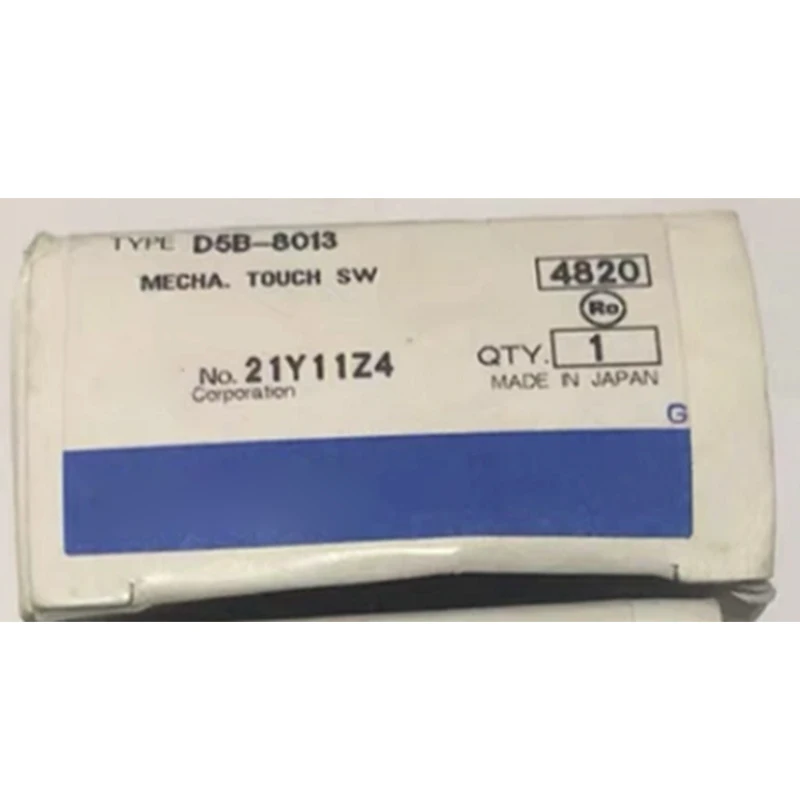 TYPE D5B-8013
MECHA. TOUCH SW
4820
Ro
No. 21Y11Z4
Corporation
QTY. 1
MADE IN JAPAN
G